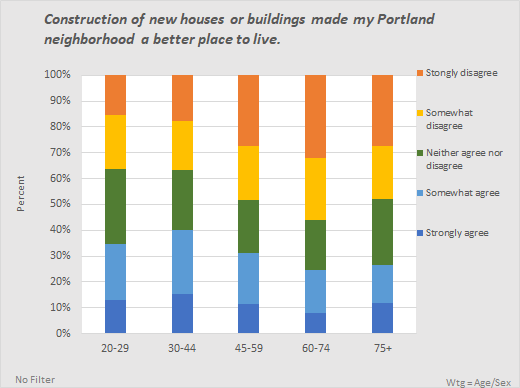 Construction of new houses or buildings made my Portland
neighborhood a better place to live.
100%
90%
80%
70%
60%
50%
40%
30%
20%
10%
0%
Percent
20-29
30-44
45-59
60-74
75+
Stongly disagree
Somewhat
disagree
Neither agree nor
disagree
Somewhat agree
Strongly agree
No Filter
Wtg = Age/Sex